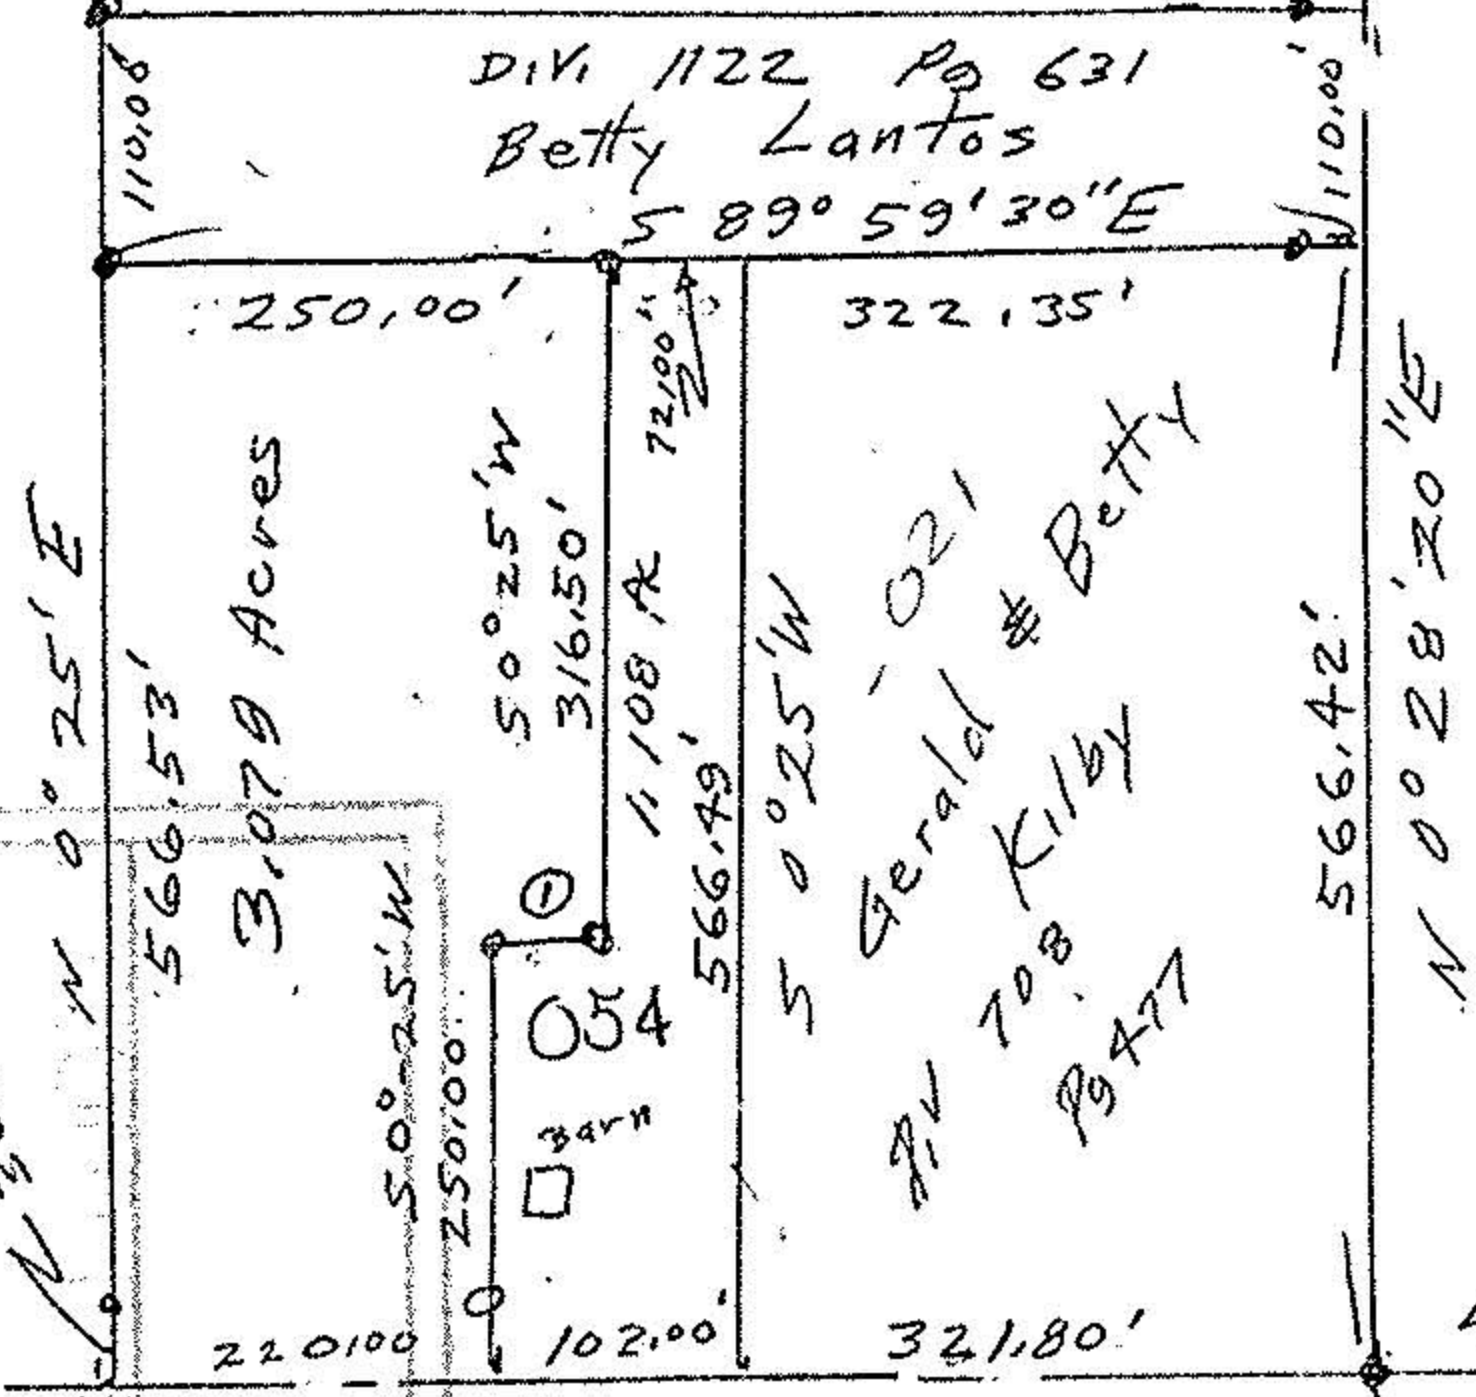 110.00
D.V. 1122 Pg 631
110.00
Betty Lantos
S 89° 59' 30" E
250.00'
72.00'
322.35'
N 0° 25' E
566.53'
3.079 Acres
S 0° 25' W
316.50'
1.108 Ac
566.49'
S 0° 25' W
- 021
Gerald & Betty
Kilby
D.V 708
Pg 477
566.42'
N 0° 28' 20" E
1
054
Barn
S 0°-25' W
250.00'
220.00
102.00'
321.80'